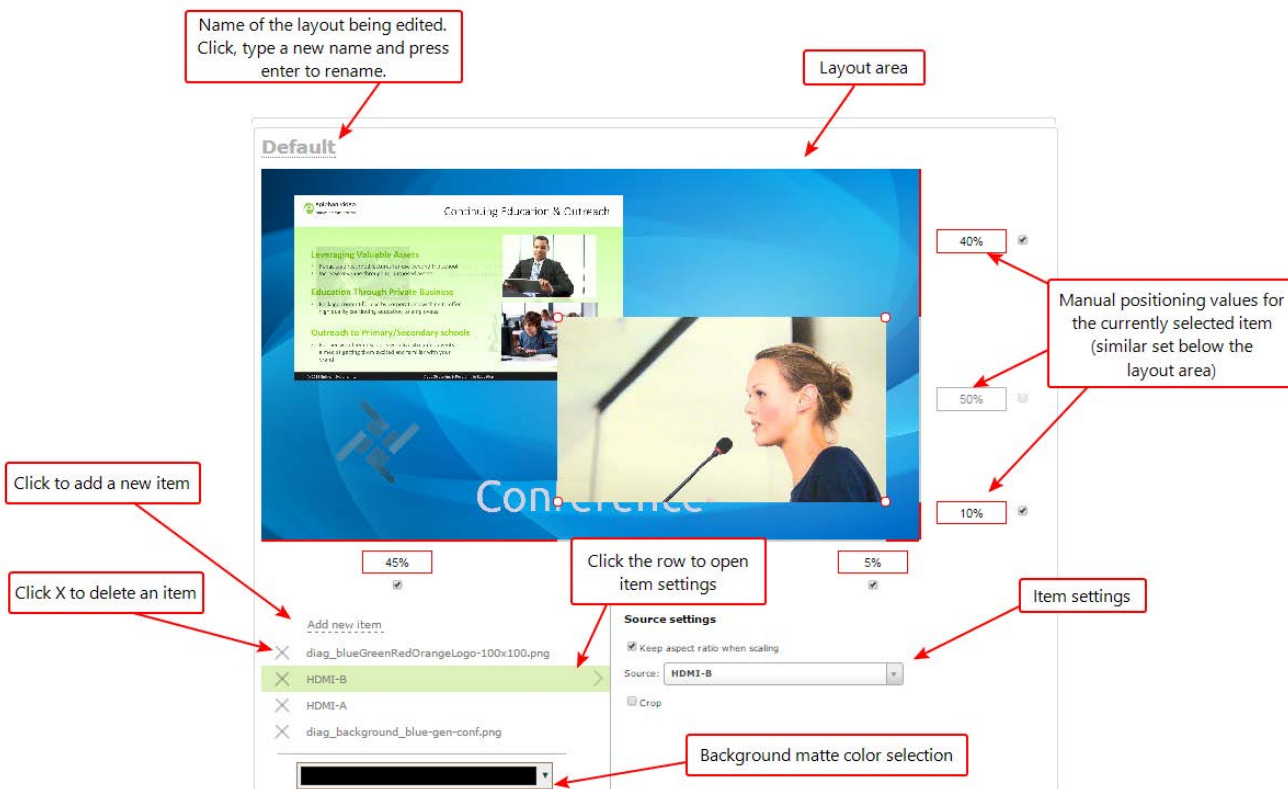 Name of the layout being edited.
Click, type a new name and press
enter to rename.
Layout area
Default
epiphan video
Continuing Education & Outreach
Leveraging Valuable Assets
Education Through Private Business
Outreach to Primary/Secondary schools
Conference
40%
50%
10%
Manual positioning values for
the currently selected item
(similar set below the
layout area)
Click to add a new item
Click X to delete an item
45%
5%
Click the row to open
item settings
Item settings
Add new item
diag_blueGreenRedOrangeLogo-100x100.png
HDMI-B
HDMI-A
diag_background_blue-gen-conf.png
Source settings
Keep aspect ratio when scaling
Source: HDMI-B
Crop
Background matte color selection